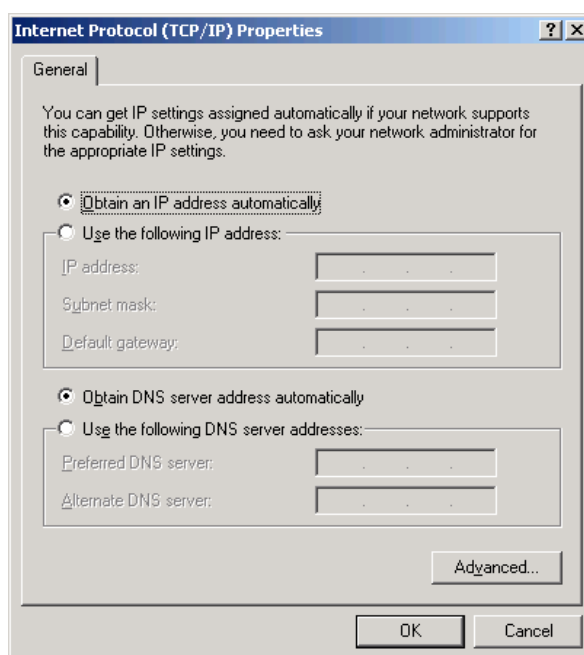 Internet Protocol (TCP/IP) Properties
General
You can get IP settings assigned automatically if your network supports
this capability. Otherwise, you need to ask your network administrator for
the appropriate IP settings.
Obtain an IP address automatically
Use the following IP address:
IP address:
Subnet mask:
Default gateway:
Obtain DNS server address automatically
Use the following DNS server addresses:
Preferred DNS server:
Alternate DNS server:
Advanced...
OK Cancel